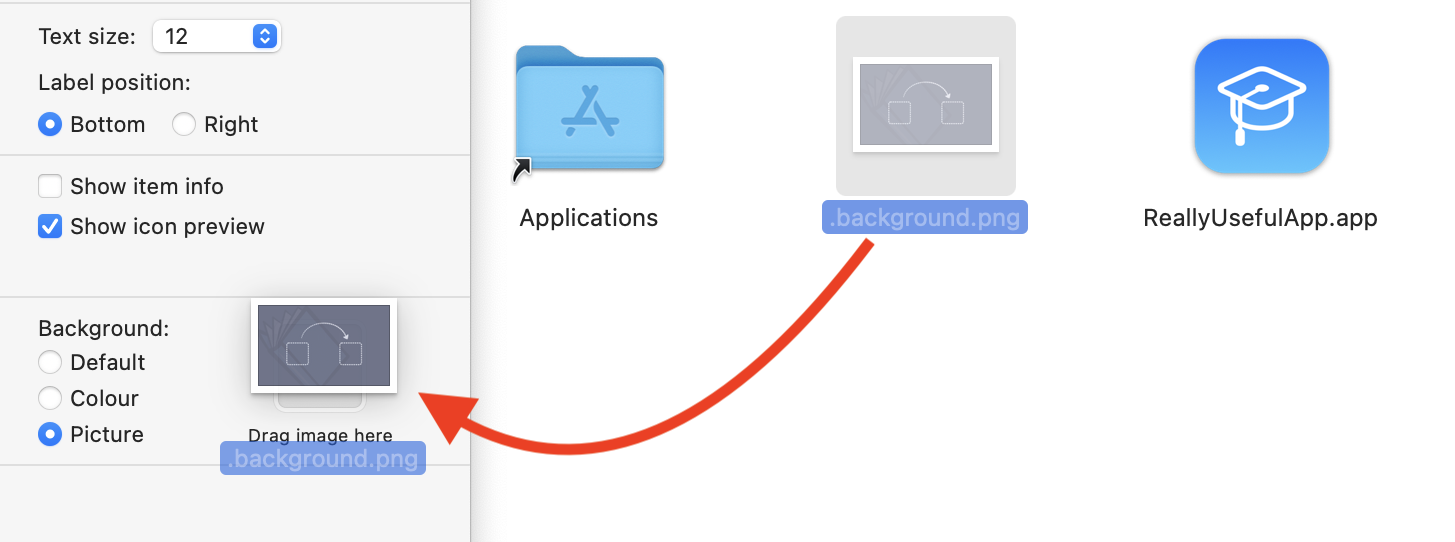 Text size: 12
Label position:
Bottom Right
Show item info
Show icon preview
Background:
Default
Colour
Picture
Drag image here
.background.png
Applications
.background.png
ReallyUsefulApp.app